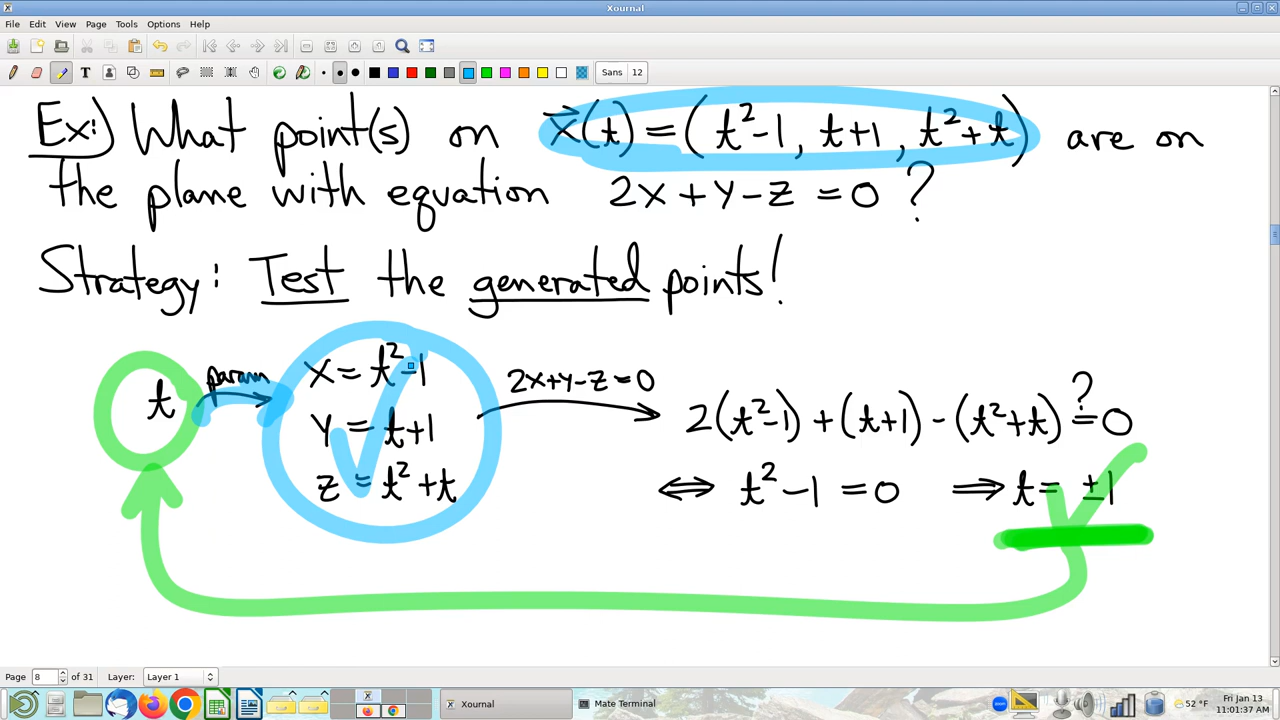 Xournal
File Edit View Page Tools Options Help
Sans 12
Ex:) What point(s) on x⃗(t) = (t²-1, t+1, t²+t) are on
the plane with equation 2x+y-z=0?
Strategy: Test the generated points!
t param x = t²-1 2x+y-z=0 2(t²-1)+(t+1)-(t²+t) ?= 0
y = t+1
z = t²+t ⟺ t²-1=0 ⟹ t=±1
Page 8 of 31 Layer: Layer 1
Xournal Mate Terminal 52 °F Fri Jan 13
11:01:37 AM